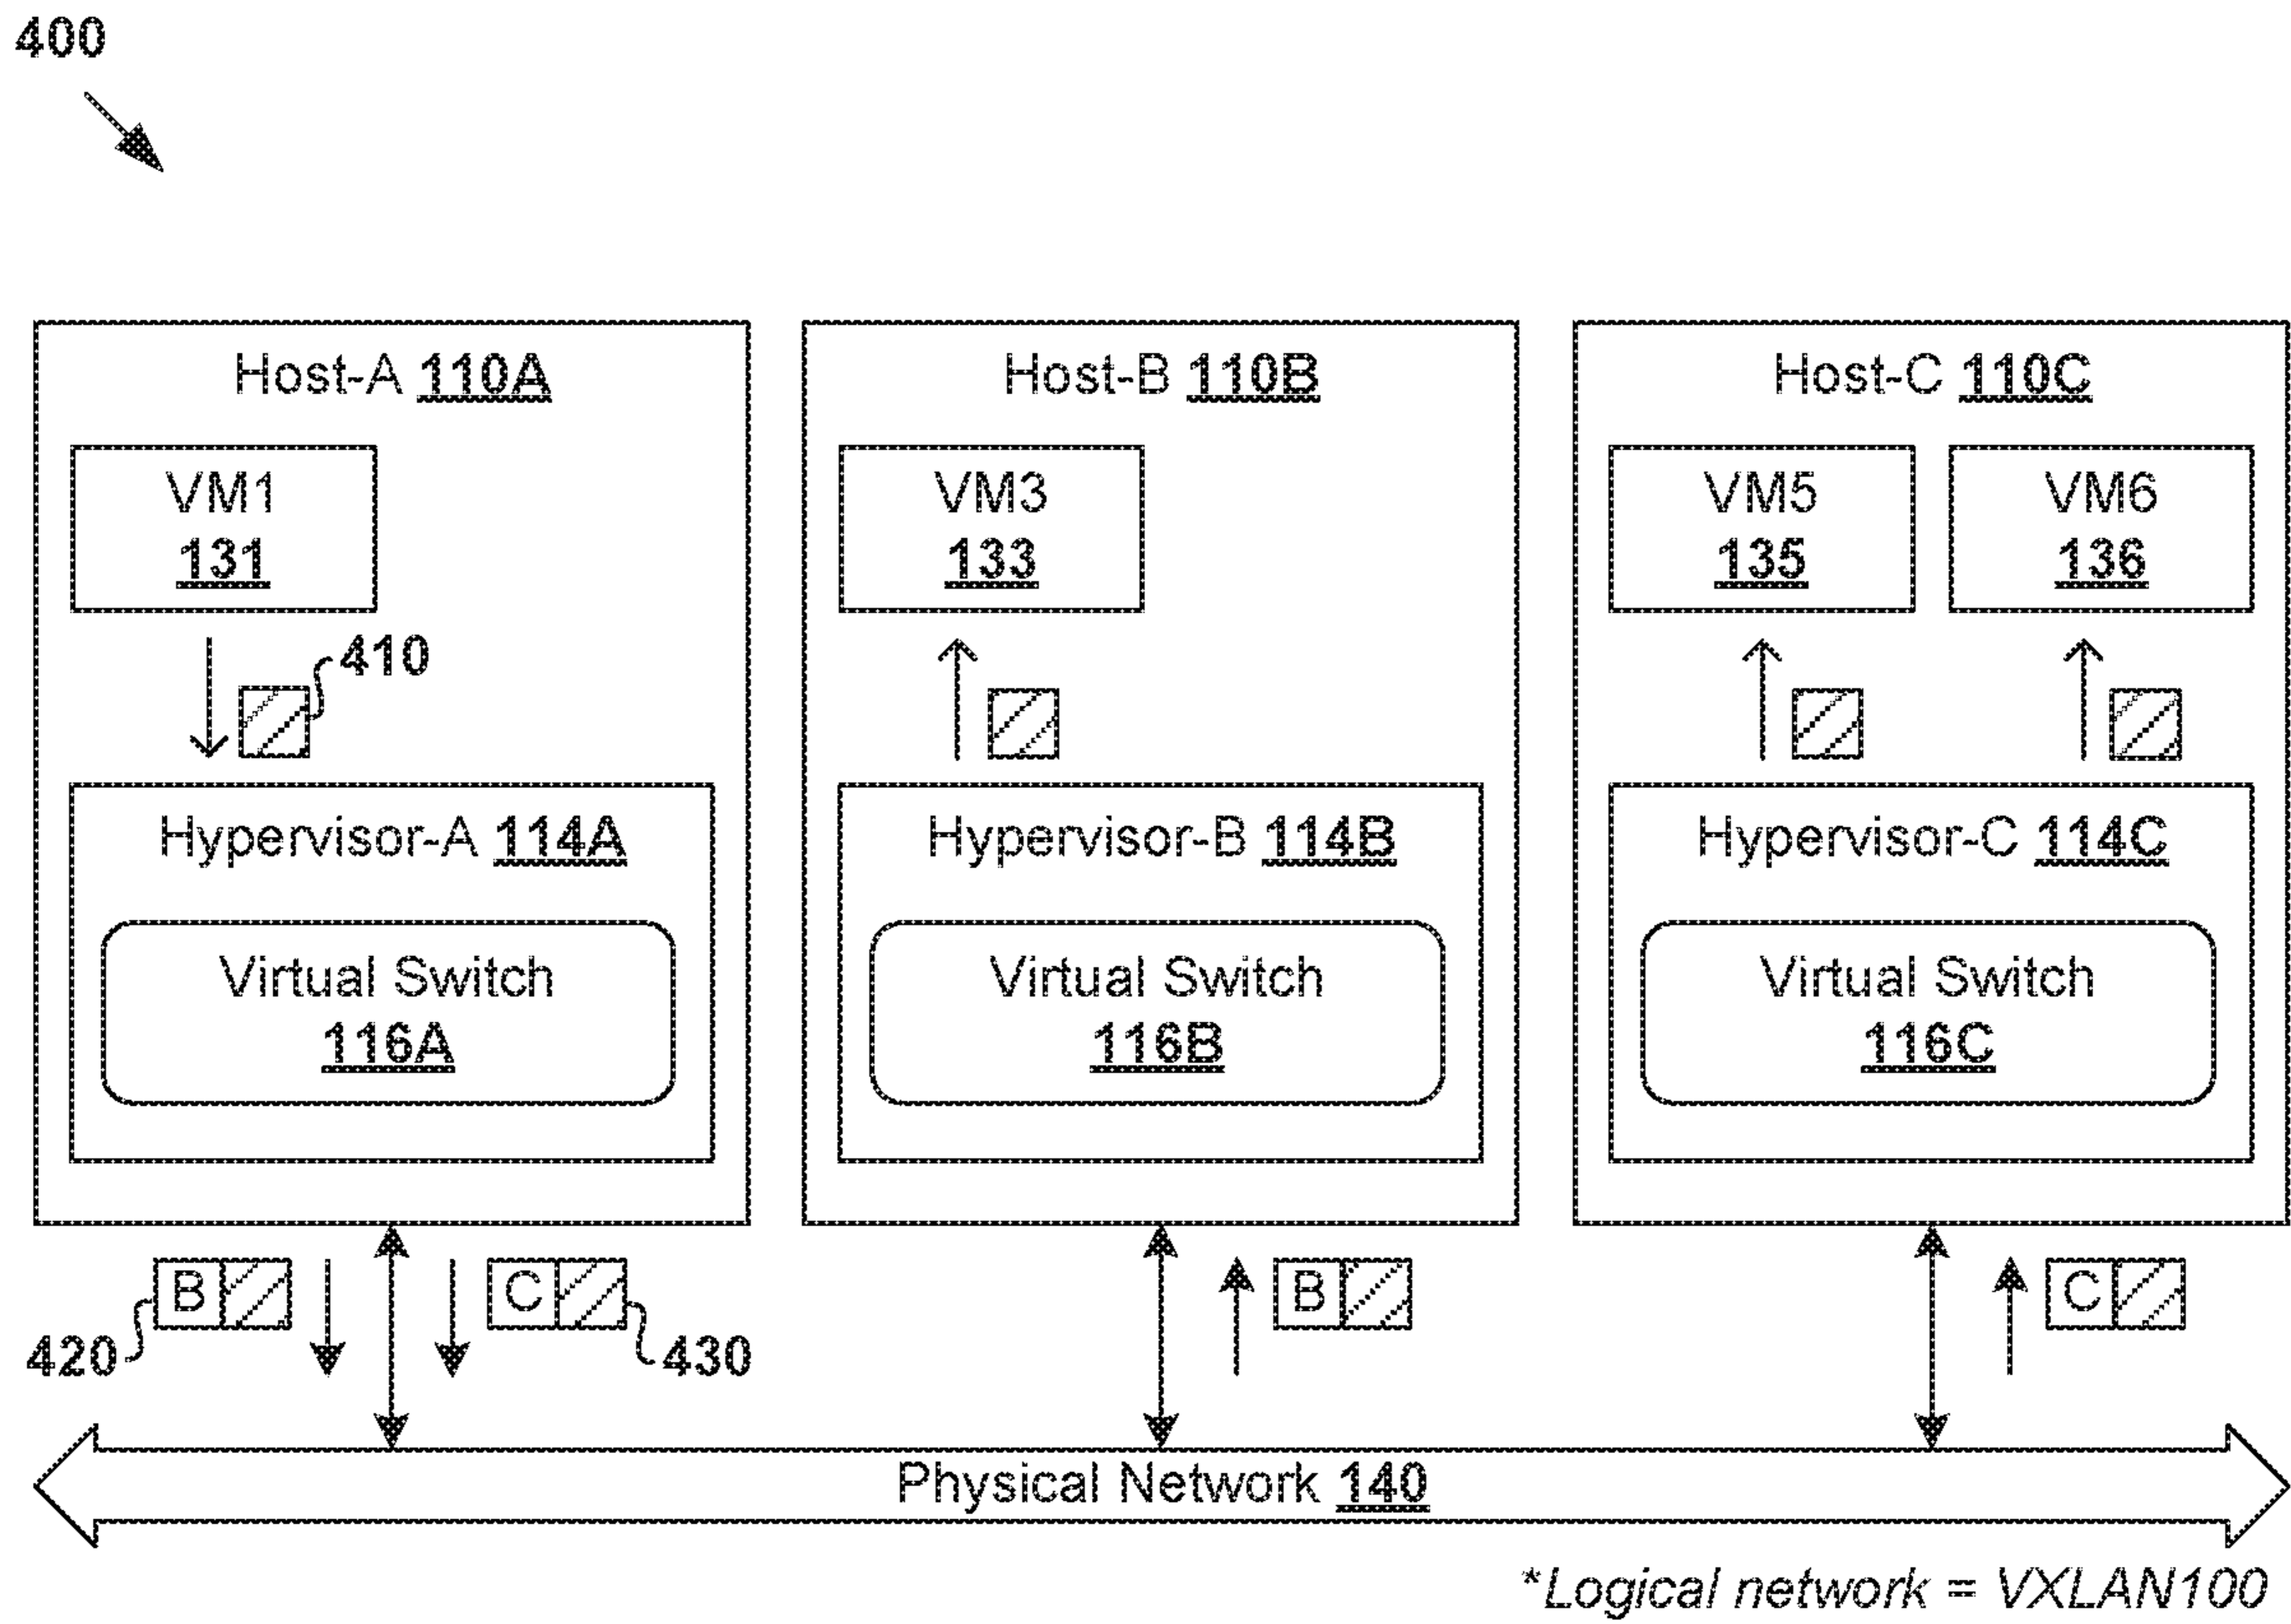 400
Host-A 110A
VM1
131
410
Hypervisor-A 114A
Virtual Switch
116A
Host-B 110B
VM3
133
Hypervisor-B 114B
Virtual Switch
116B
Host-C 110C
VM5
135
VM6
136
Hypervisor-C 114C
Virtual Switch
116C
B
420
C
430
B
C
Physical Network 140
*Logical network = VXLAN100